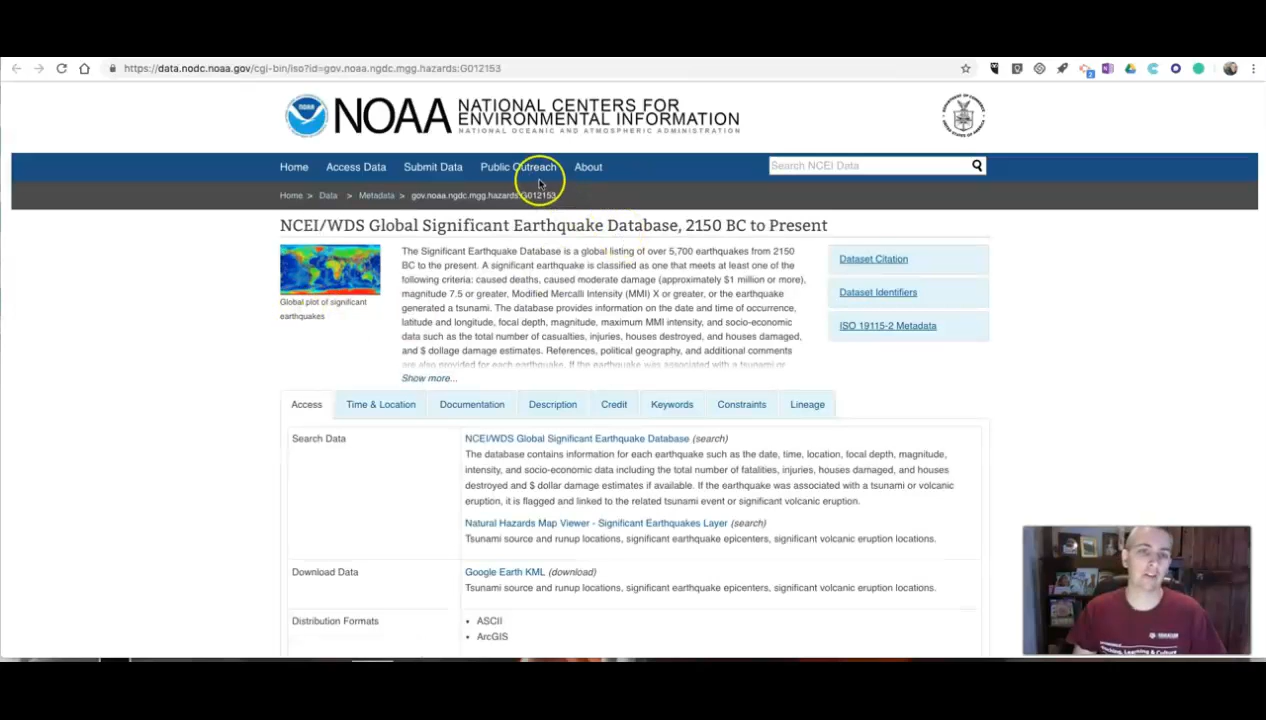 https://data.nodc.noaa.gov/cgi-bin/iso?id=gov.noaa.ngdc.mgg.hazards:G012153
NOAA
NOAA
NATIONAL CENTERS FOR
ENVIRONMENTAL INFORMATION
NATIONAL OCEANIC AND ATMOSPHERIC ADMINISTRATION
Home Access Data Submit Data Public Outreach About
Search NCEI Data
Home > Data > Metadata > gov.noaa.ngdc.mgg.hazards:G012153
NCEI/WDS Global Significant Earthquake Database, 2150 BC to Present
Global plot of significant
earthquakes
The Significant Earthquake Database is a global listing of over 5,700 earthquakes from 2150
BC to the present. A significant earthquake is classified as one that meets at least one of the
following criteria: caused deaths, caused moderate damage (approximately $1 million or more),
magnitude 7.5 or greater, Modified Mercalli Intensity (MMI) X or greater, or the earthquake
generated a tsunami. The database provides information on the date and time of occurrence,
latitude and longitude, focal depth, magnitude, maximum MMI intensity, and socio-economic
data such as the total number of casualties, injuries, houses destroyed, and houses damaged,
and $ dollage damage estimates. References, political geography, and additional comments
are also provided for each earthquake. If the earthquake was associated with a tsunami or
Show more...
Dataset Citation
Dataset Identifiers
ISO 19115-2 Metadata
Access Time & Location Documentation Description Credit Keywords Constraints Lineage
Search Data
NCEI/WDS Global Significant Earthquake Database (search)
The database contains information for each earthquake such as the date, time, location, focal depth, magnitude,
intensity, and socio-economic data including the total number of fatalities, injuries, houses damaged, and houses
destroyed and $ dollar damage estimates if available. If the earthquake was associated with a tsunami or volcanic
eruption, it is flagged and linked to the related tsunami event or significant volcanic eruption.
Natural Hazards Map Viewer - Significant Earthquakes Layer (search)
Tsunami source and runup locations, significant earthquake epicenters, significant volcanic eruption locations.
Download Data
Google Earth KML (download)
Tsunami source and runup locations, significant earthquake epicenters, significant volcanic eruption locations.
Distribution Formats
• ASCII
• ArcGIS